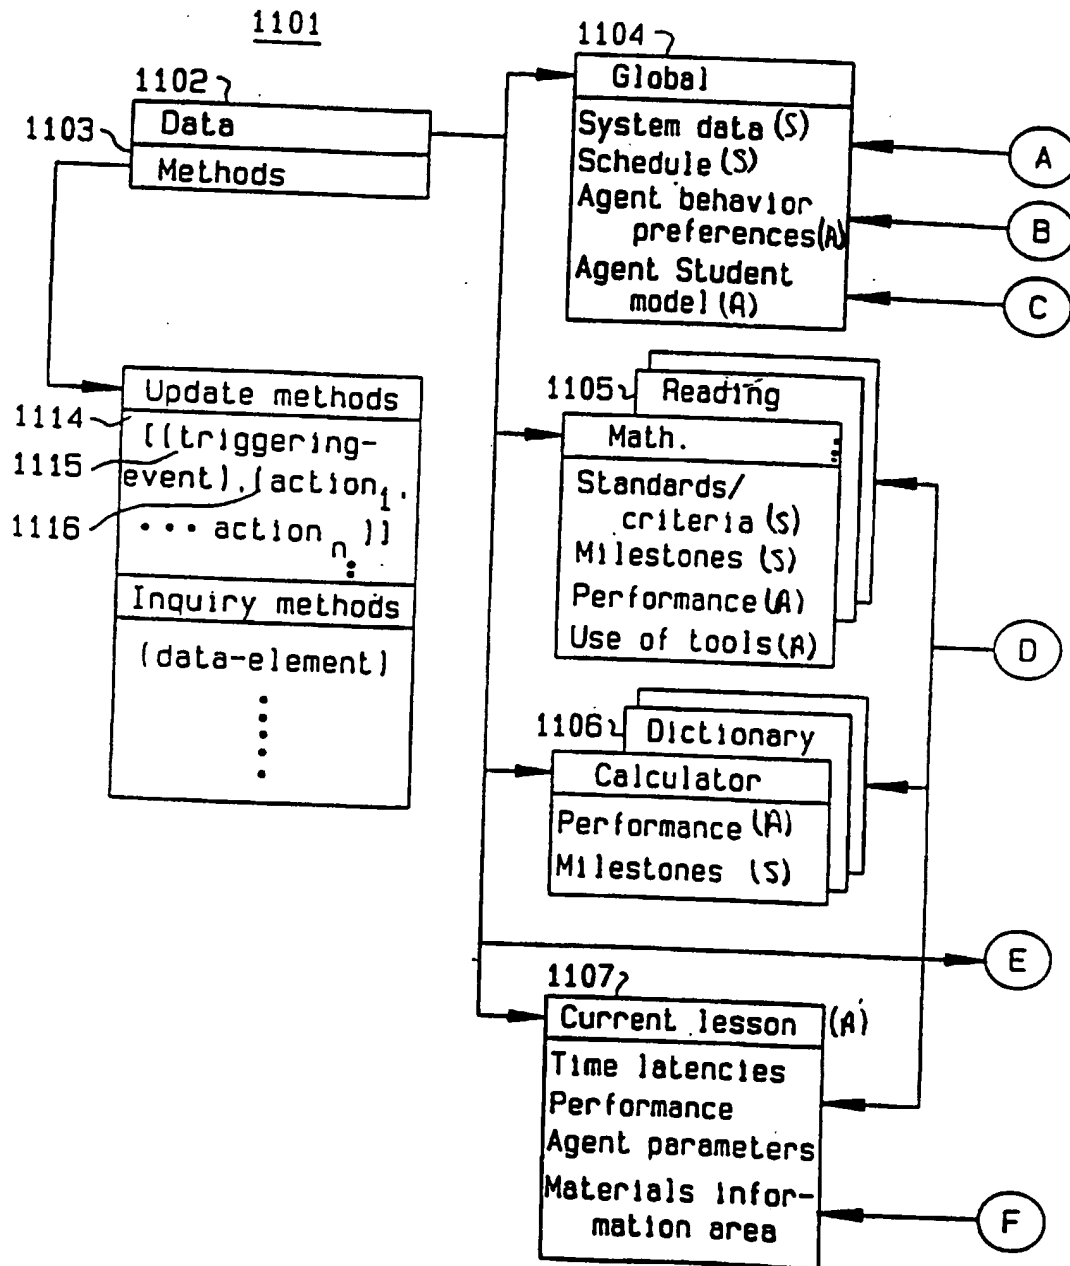 1101
1102
Data
1103
Methods
1104
Global
System data (S)
Schedule (S)
Agent behavior
preferences (A)
Agent Student
model (A)
A
B
C
Update methods
1114
[(triggering-
1115
event), (action1,
1116
••• action n ]]
Inquiry methods
(data-element)
1105
Reading
Math.
Standards/
criteria (S)
Milestones (S)
Performance (A)
Use of tools (A)
D
1106
Dictionary
Calculator
Performance (A)
Milestones (S)
E
1107
Current lesson (A)
Time latencies
Performance
Agent parameters
Materials infor-
mation area
F